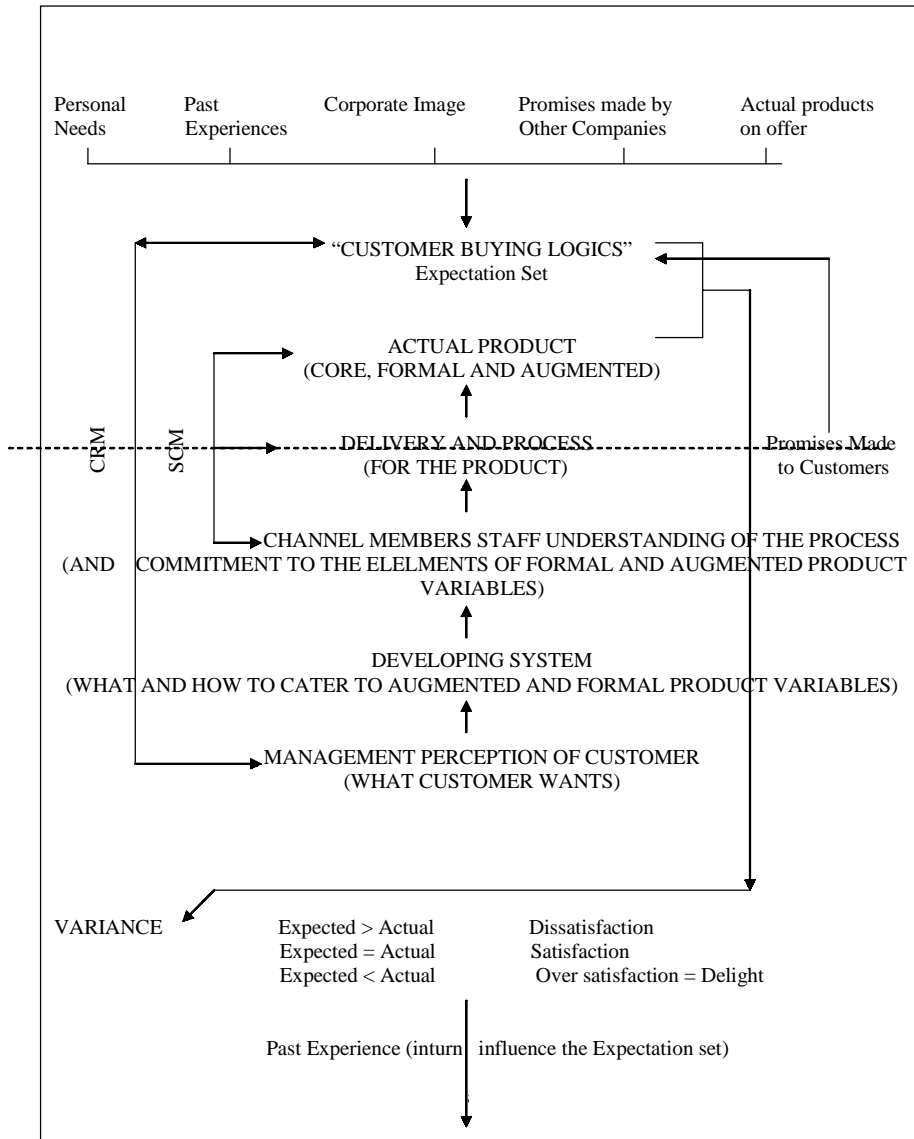 Personal Past Corporate Image Promises made by Actual products
Needs Experiences Other Companies on offer
“CUSTOMER BUYING LOGICS”
Expectation Set
ACTUAL PRODUCT
(CORE, FORMAL AND AUGMENTED)
CRM
SCM
DELIVERY AND PROCESS
(FOR THE PRODUCT)
Promises Made
to Customers
CHANNEL MEMBERS STAFF UNDERSTANDING OF THE PROCESS
(AND COMMITMENT TO THE ELELMENTS OF FORMAL AND AUGMENTED PRODUCT
VARIABLES)
DEVELOPING SYSTEM
(WHAT AND HOW TO CATER TO AUGMENTED AND FORMAL PRODUCT VARIABLES)
MANAGEMENT PERCEPTION OF CUSTOMER
(WHAT CUSTOMER WANTS)
VARIANCE Expected > Actual Dissatisfaction
Expected = Actual Satisfaction
Expected < Actual Over satisfaction = Delight
Past Experience (inturn influence the Expectation set)